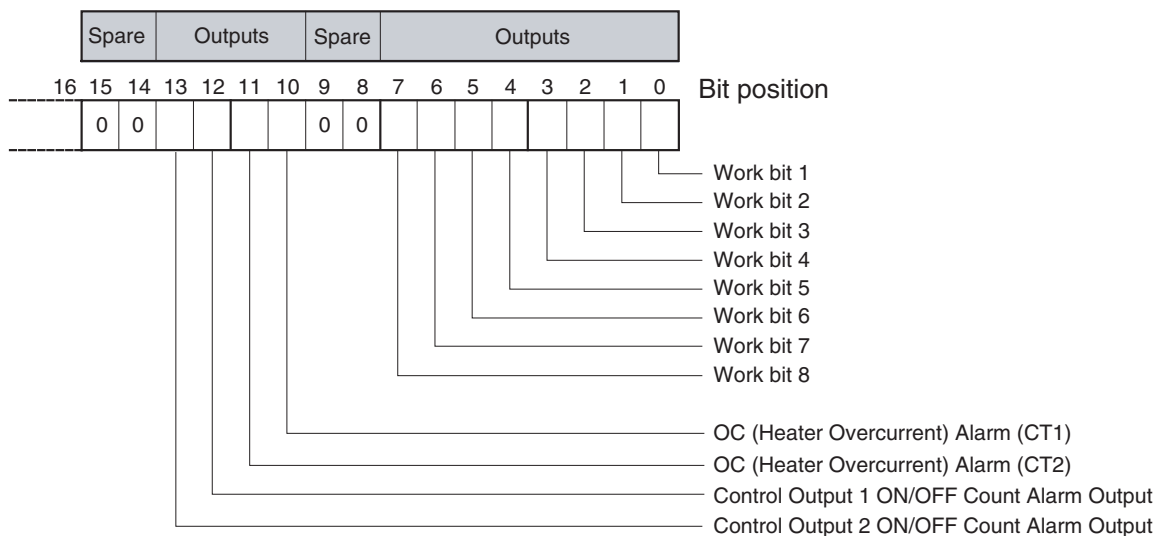 Spare Outputs Spare Outputs
16 15 14 13 12 11 10 9 8 7 6 5 4 3 2 1 0 Bit position
0 0 0 0
Work bit 1
Work bit 2
Work bit 3
Work bit 4
Work bit 5
Work bit 6
Work bit 7
Work bit 8
OC (Heater Overcurrent) Alarm (CT1)
OC (Heater Overcurrent) Alarm (CT2)
Control Output 1 ON/OFF Count Alarm Output
Control Output 2 ON/OFF Count Alarm Output